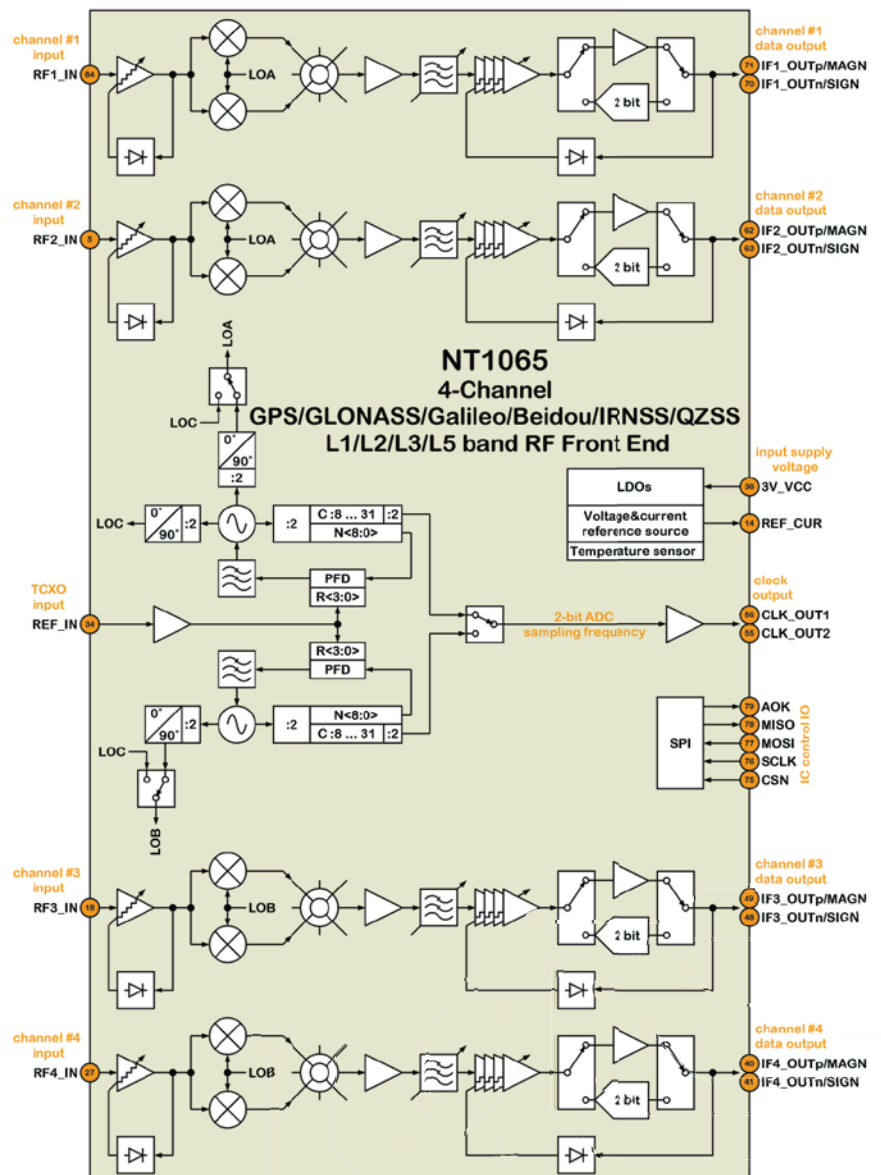 channel #1
input
RF1_IN
84
LOA
2 bit
channel #1
data output
71
IF1_OUTp/MAGN
70
IF1_OUTn/SIGN
channel #2
input
RF2_IN
5
LOA
2 bit
channel #2
data output
62
IF2_OUTp/MAGN
63
IF2_OUTn/SIGN
LOA
NT1065
4-Channel
GPS/GLONASS/Galileo/Beidou/IRNSS/QZSS
L1/L2/L3/L5 band RF Front End
LOC
0°
90°
:2
LOC
0°
90°
:2
:2
C :8 ... 31
:2
N<8:0>
PFD
R<3:0>
LDOs
Voltage&current
reference source
Temperature sensor
input supply
voltage
36
3V_VCC
14
REF_CUR
TCXO
input
REF_IN
34
2-bit ADC
sampling frequency
clock
output
56
CLK_OUT1
55
CLK_OUT2
R<3:0>
PFD
0°
90°
:2
:2
N<8:0>
C :8 ... 31
:2
LOC
LOB
SPI
79
AOK
78
MISO
77
MOSI
76
SCLK
75
CSN
IC control IO
channel #3
input
RF3_IN
18
LOB
2 bit
channel #3
data output
49
IF3_OUTp/MAGN
48
IF3_OUTn/SIGN
channel #4
input
RF4_IN
27
LOB
2 bit
channel #4
data output
40
IF4_OUTp/MAGN
41
IF4_OUTn/SIGN